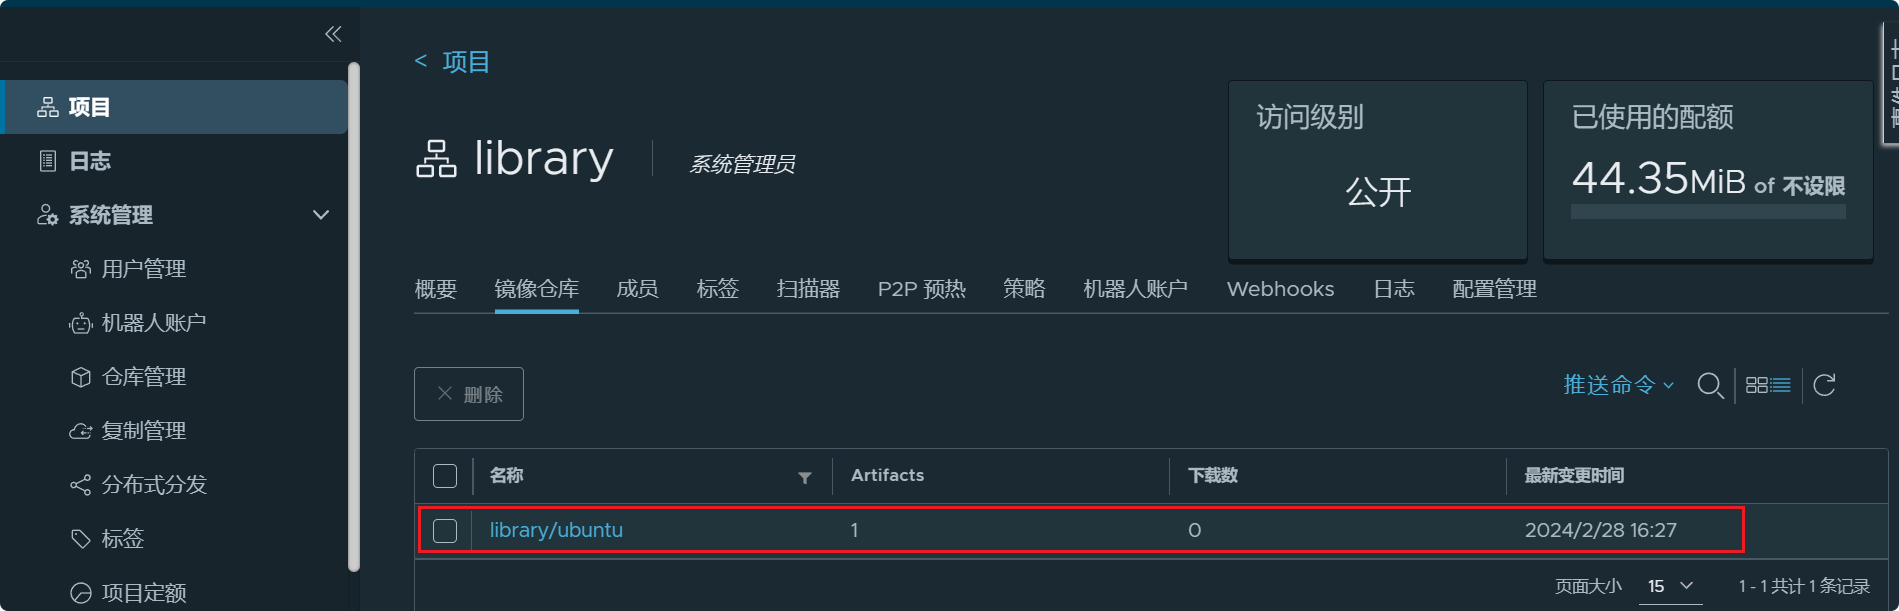 < 项目
项目
日志
系统管理
用户管理
机器人账户
仓库管理
复制管理
分布式分发
标签
项目定额
library
系统管理员
访问级别
公开
已使用的配额
44.35MiB of 不设限
概要 镜像仓库 成员 标签 扫描器 P2P 预热 策略 机器人账户 Webhooks 日志 配置管理
删除
推送命令
名称 Artifacts 下载数 最新变更时间
library/ubuntu 1 0 2024/2/28 16:27
页面大小 15 1 - 1 共计 1 条记录